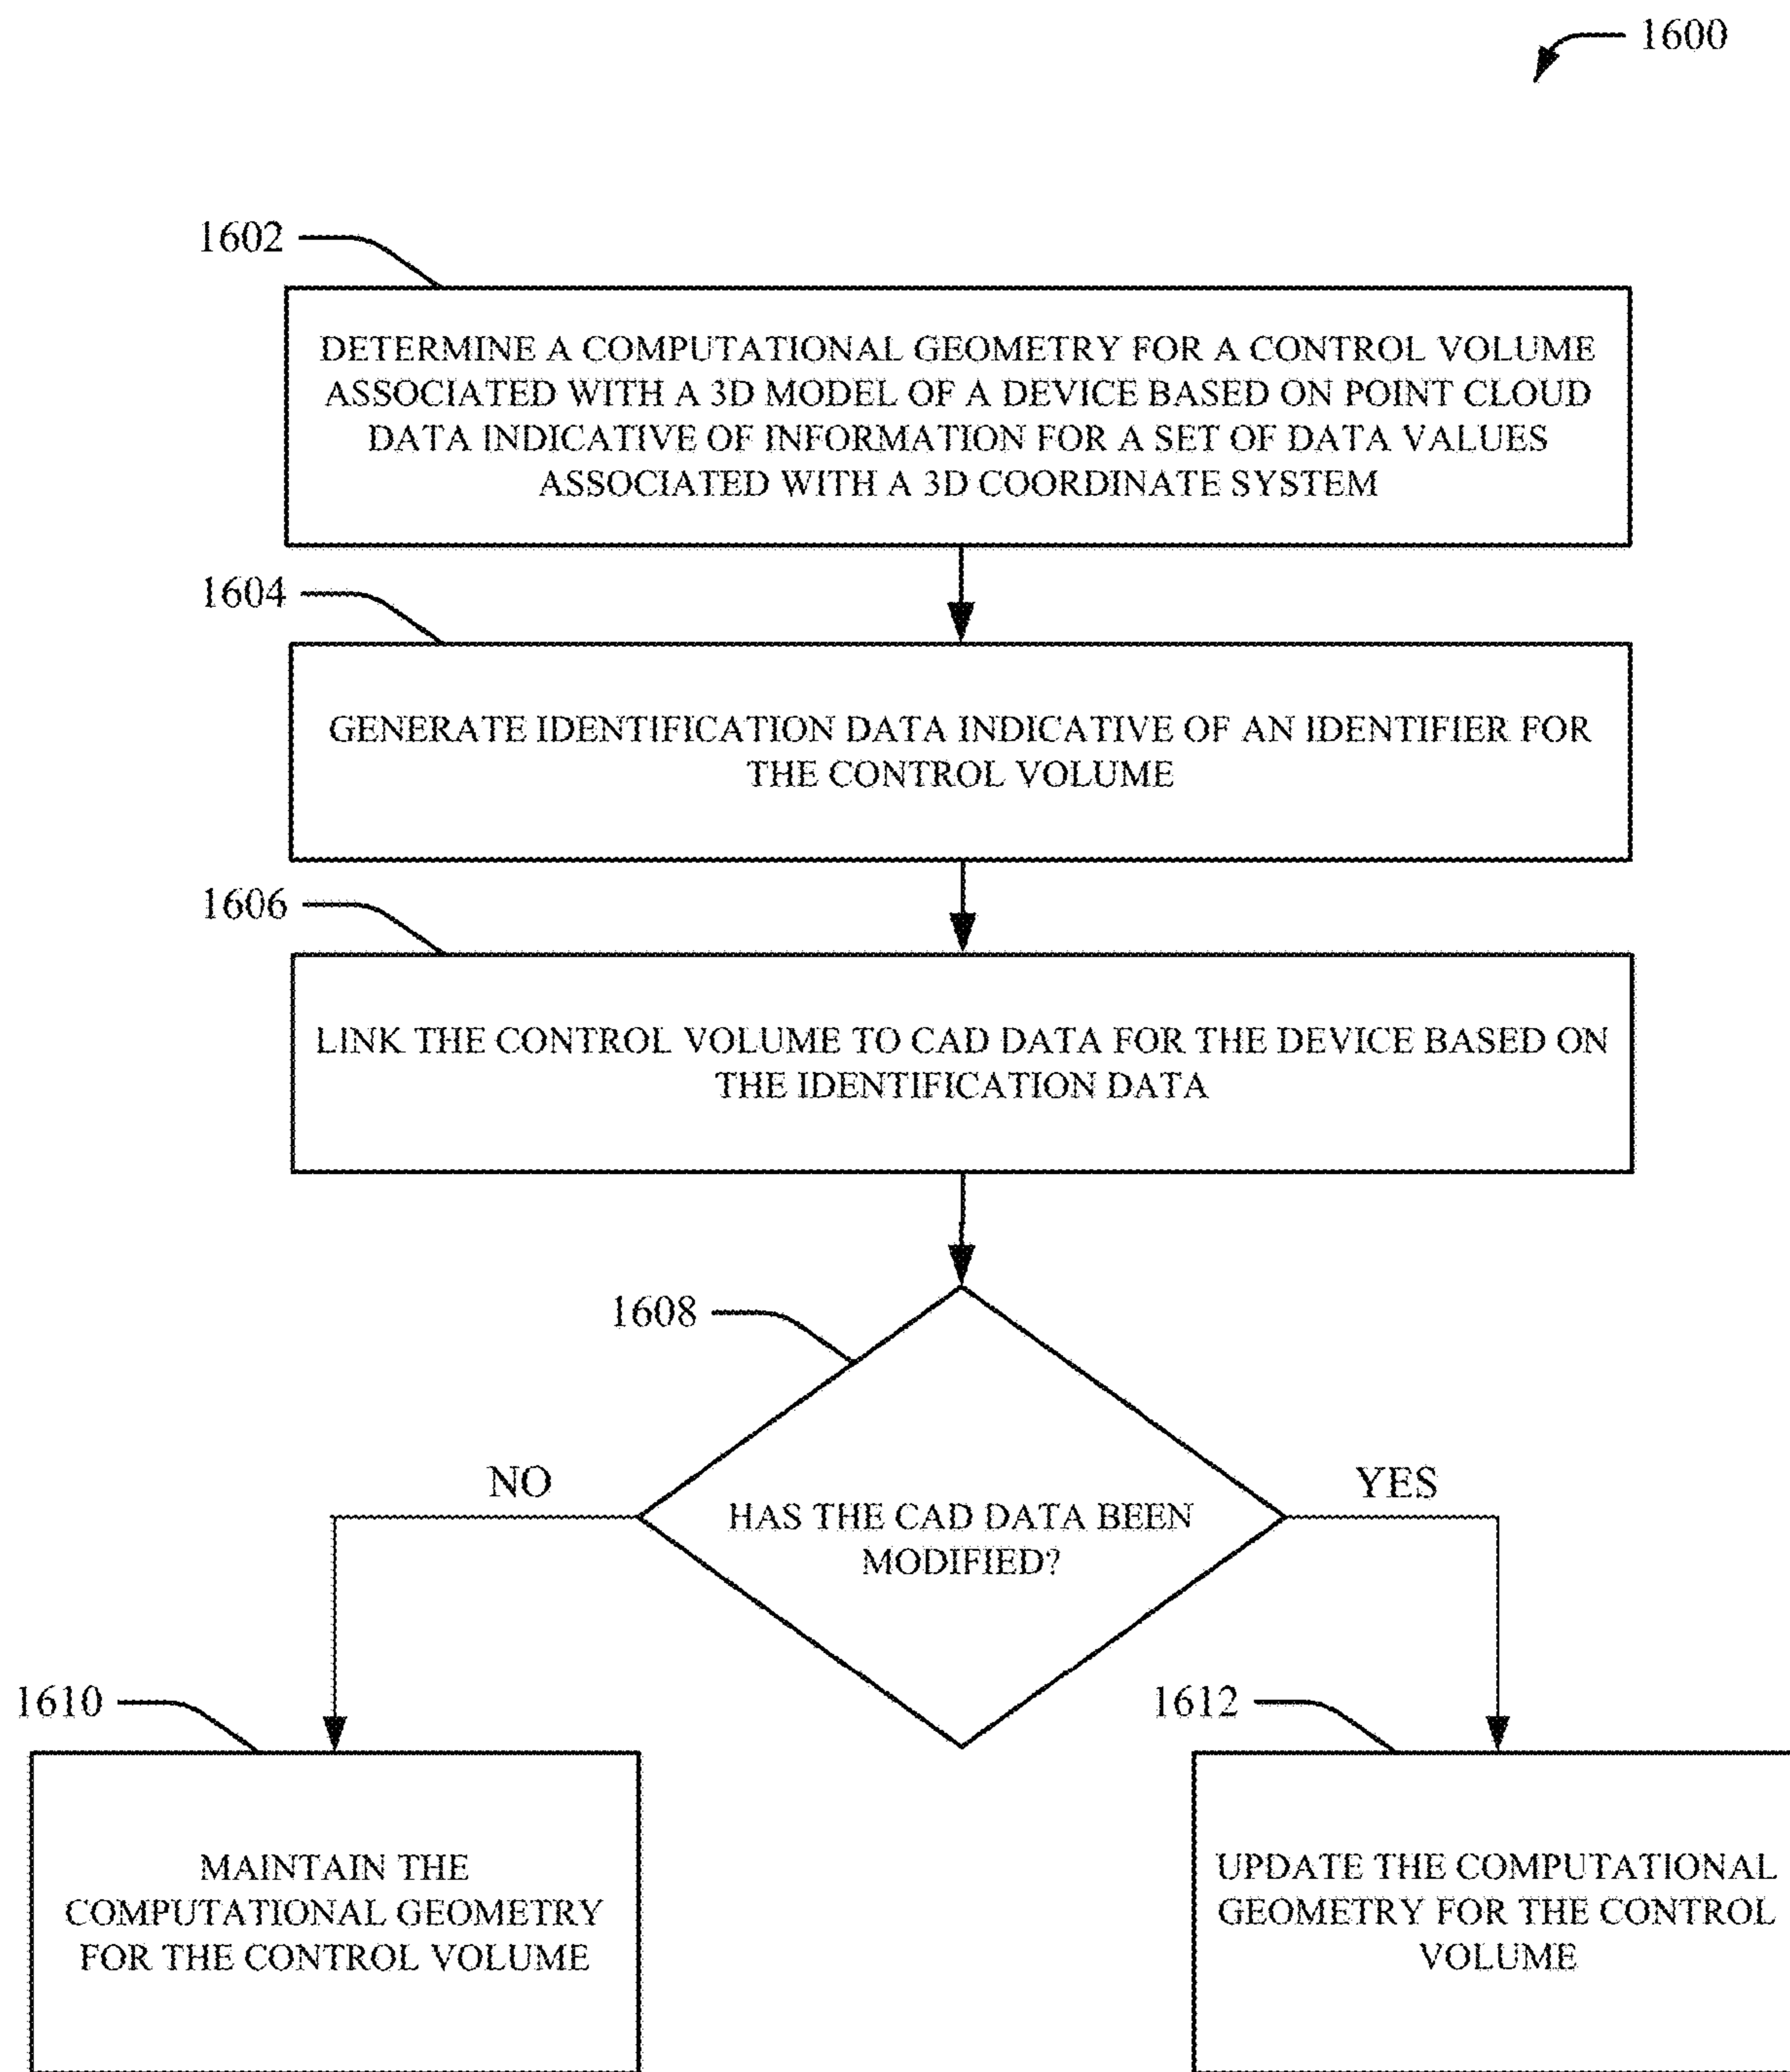 1600
1602
DETERMINE A COMPUTATIONAL GEOMETRY FOR A CONTROL VOLUME
ASSOCIATED WITH A 3D MODEL OF A DEVICE BASED ON POINT CLOUD
DATA INDICATIVE OF INFORMATION FOR A SET OF DATA VALUES
ASSOCIATED WITH A 3D COORDINATE SYSTEM
1604
GENERATE IDENTIFICATION DATA INDICATIVE OF AN IDENTIFIER FOR
THE CONTROL VOLUME
1606
LINK THE CONTROL VOLUME TO CAD DATA FOR THE DEVICE BASED ON
THE IDENTIFICATION DATA
1608
NO
YES
HAS THE CAD DATA BEEN
MODIFIED?
1610
MAINTAIN THE
COMPUTATIONAL GEOMETRY
FOR THE CONTROL VOLUME
1612
UPDATE THE COMPUTATIONAL
GEOMETRY FOR THE CONTROL
VOLUME